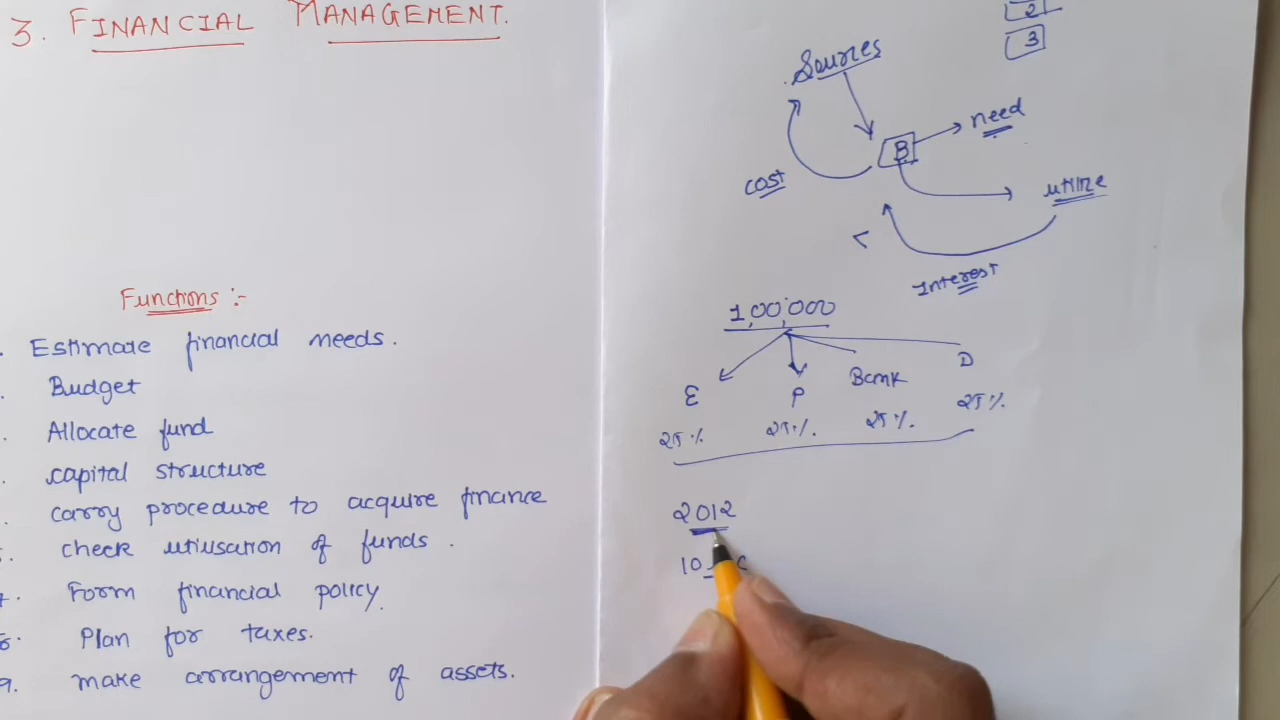 3. FINANCIAL MANAGEMENT.
Functions :-
Estimate financial needs.
Budget
Allocate fund
capital structure
carry procedure to acquire finance
check utilisation of funds.
Form financial policy.
8. Plan for taxes.
9. make arrangement of assets.
2
3
Sources
need
B
cost
utilize
<
Interest
1,00,000
E P Bank D
25% 25% 25% 25%
2012
10